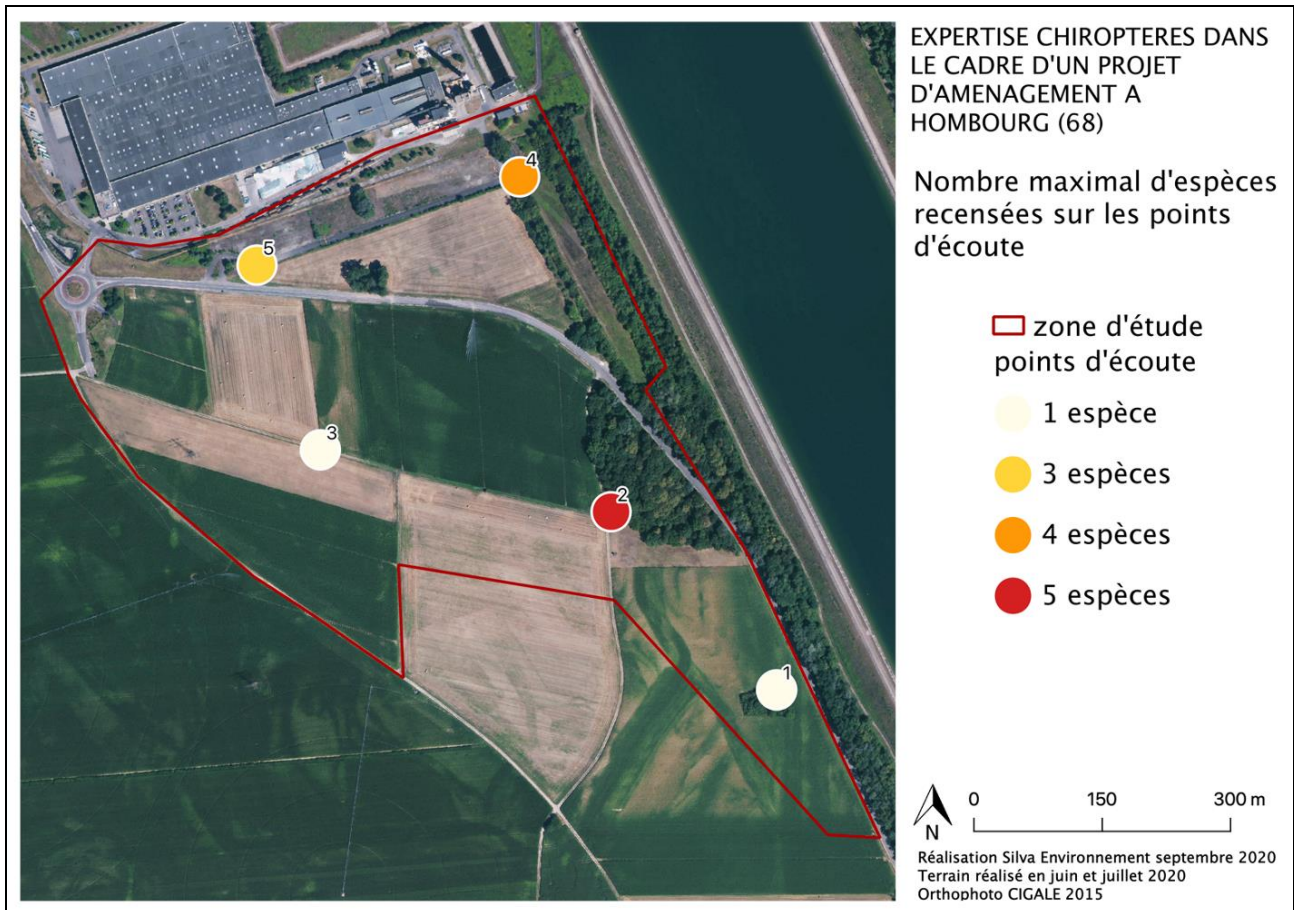 EXPERTISE CHIROPTERES DANS
LE CADRE D'UN PROJET
D'AMENAGEMENT A
HOMBOURG (68)
Nombre maximal d'espèces
recensées sur les points
d'écoute
zone d'étude
points d'écoute
1 espèce
3 espèces
4 espèces
5 espèces
4
5
3
2
1
0 150 300 m
N
Réalisation Silva Environnement septembre 2020
Terrain réalisé en juin et juillet 2020
Orthophoto CIGALE 2015